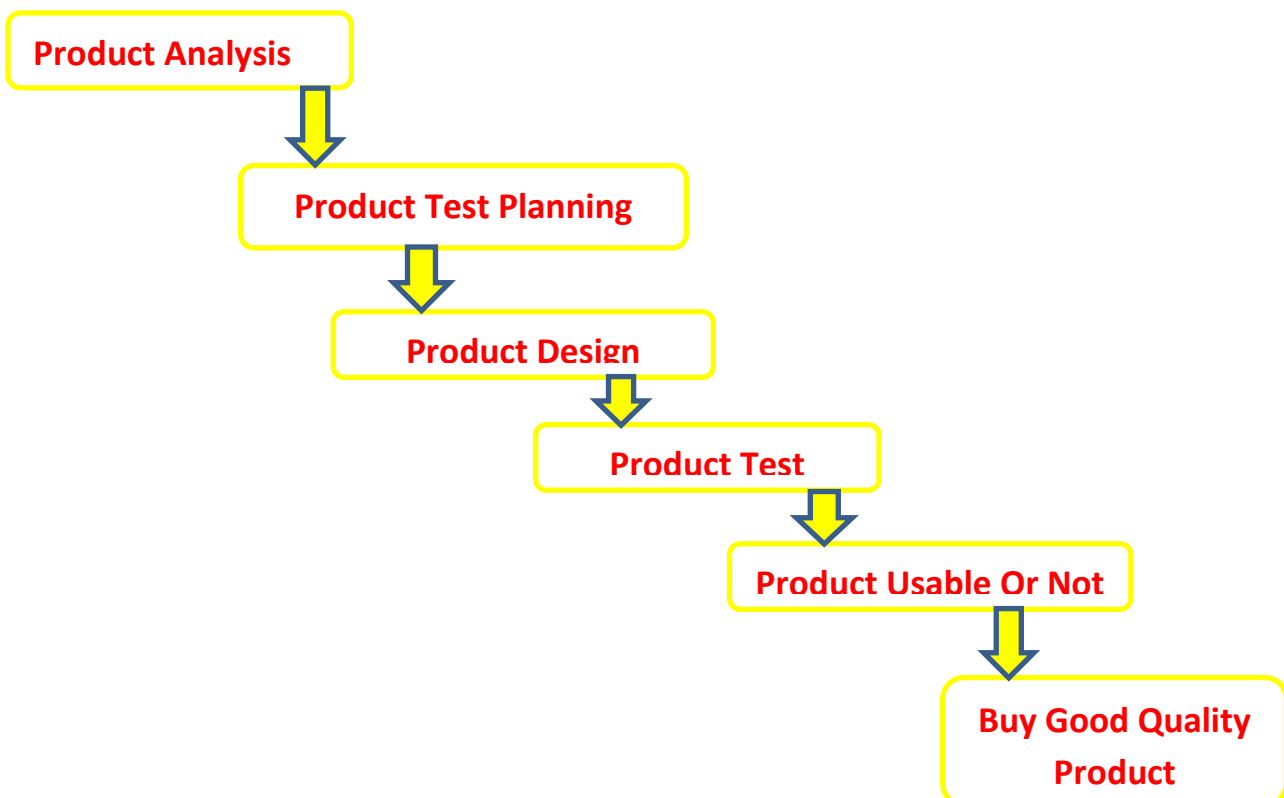 Product Analysis
Product Test Planning
Product Design
Product Test
Product Usable Or Not
Buy Good Quality
Product